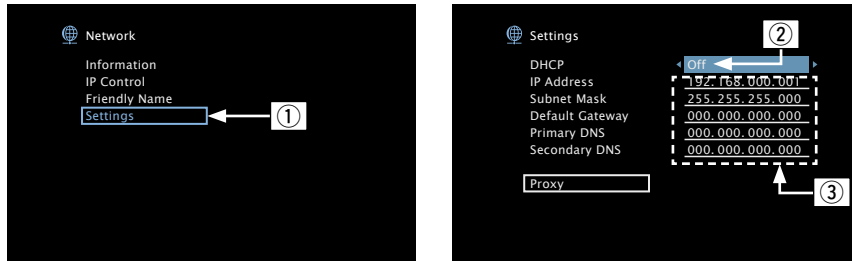 Network
Information
IP Control
Friendly Name
Settings
①
Settings
②
DHCP Off
IP Address 192.168.000.001
Subnet Mask 255.255.255.000
Default Gateway 000.000.000.000
Primary DNS 000.000.000.000
Secondary DNS 000.000.000.000
Proxy
③